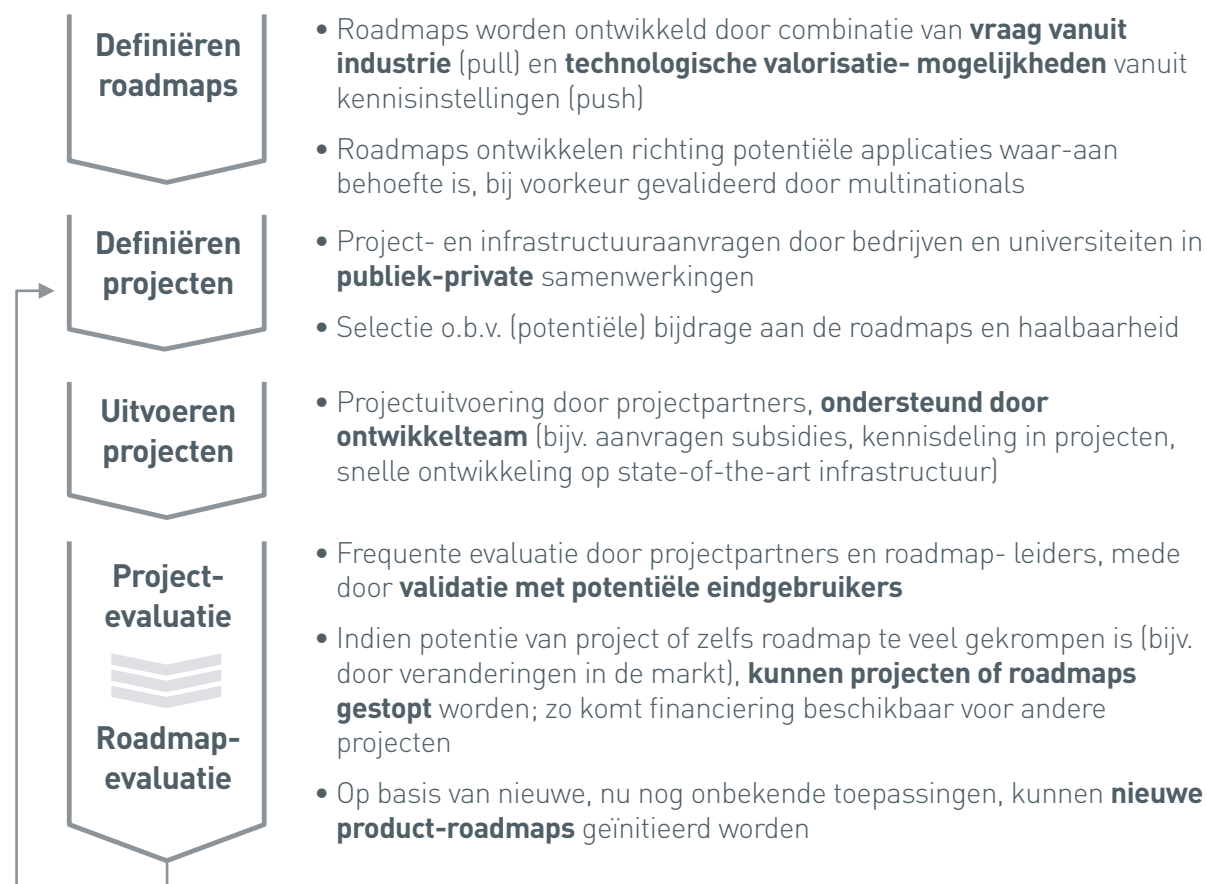 Definiëren
roadmaps
• Roadmaps worden ontwikkeld door combinatie van vraag vanuit
industrie (pull) en technologische valorisatie- mogelijkheden vanuit
kennisinstellingen (push)
• Roadmaps ontwikkelen richting potentiële applicaties waar-aan
behoefte is, bij voorkeur gevalideerd door multinationals
Definiëren
projecten
• Project- en infrastructuuraanvragen door bedrijven en universiteiten in
publiek-private samenwerkingen
• Selectie o.b.v. (potentiële) bijdrage aan de roadmaps en haalbaarheid
Uitvoeren
projecten
• Projectuitvoering door projectpartners, ondersteund door
ontwikkelteam (bijv. aanvragen subsidies, kennisdeling in projecten,
snelle ontwikkeling op state-of-the-art infrastructuur)
Project-
evaluatie
Roadmap-
evaluatie
• Frequente evaluatie door projectpartners en roadmap- leiders, mede
door validatie met potentiële eindgebruikers
• Indien potentie van project of zelfs roadmap te veel gekrompen is (bijv.
door veranderingen in de markt), kunnen projecten of roadmaps
gestopt worden; zo komt financiering beschikbaar voor andere
projecten
• Op basis van nieuwe, nu nog onbekende toepassingen, kunnen nieuwe
product-roadmaps geïnitieerd worden